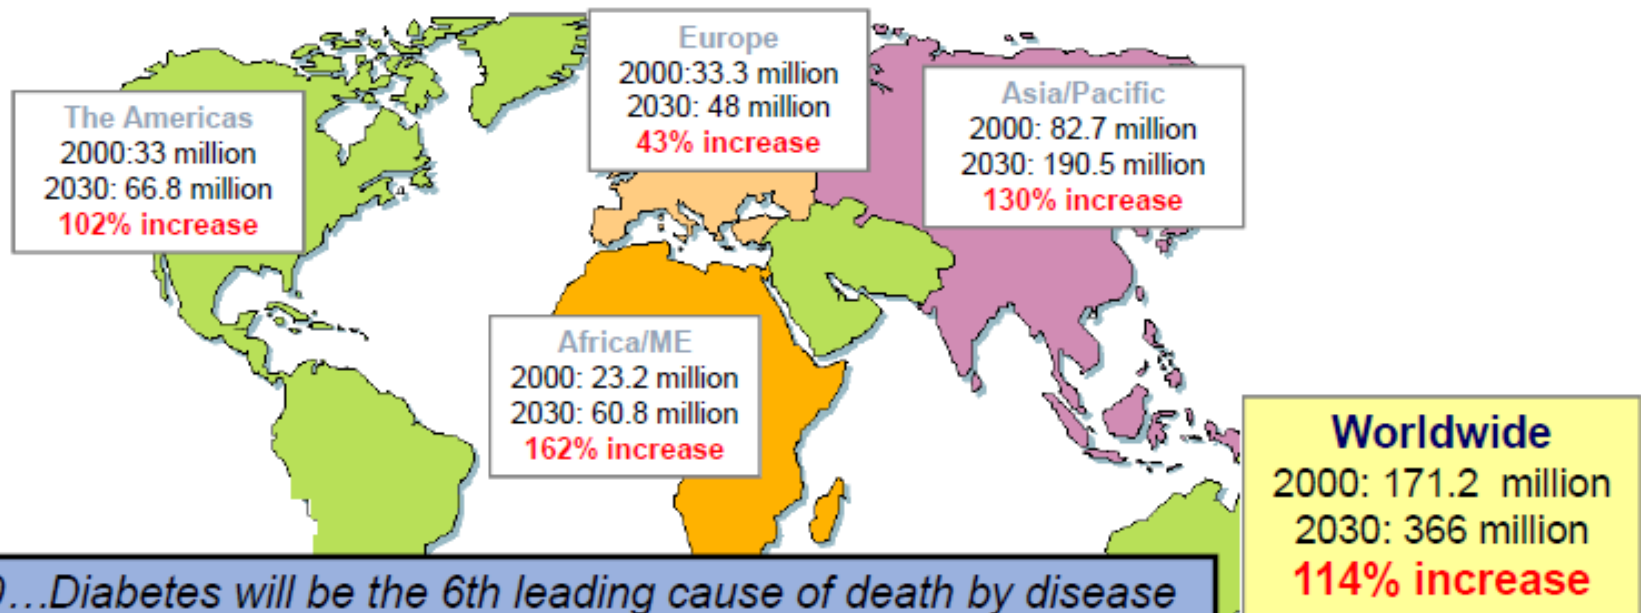 Europe
2000:33.3 million
2030: 48 million
43% increase
The Americas
2000:33 million
2030: 66.8 million
102% increase
Asia/Pacific
2000: 82.7 million
2030: 190.5 million
130% increase
Africa/ME
2000: 23.2 million
2030: 60.8 million
162% increase
Worldwide
2000: 171.2 million
2030: 366 million
114% increase
...Diabetes will be the 6th leading cause of death by disease